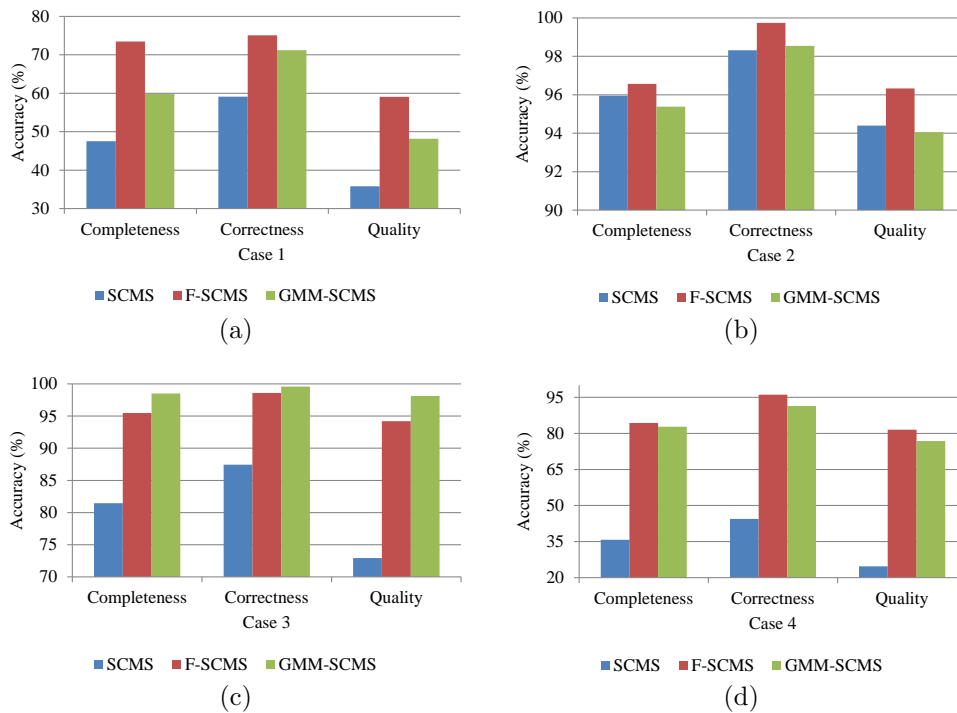 Accuracy (%)
80
70
60
50
40
30
Completeness Correctness Quality
Case 1
SCMS F-SCMS GMM-SCMS
(a)
Accuracy (%)
100
98
96
94
92
90
Completeness Correctness Quality
Case 2
SCMS F-SCMS GMM-SCMS
(b)
Accuracy (%)
100
95
90
85
80
75
70
Completeness Correctness Quality
Case 3
SCMS F-SCMS GMM-SCMS
(c)
Accuracy (%)
95
80
65
50
35
20
Completeness Correctness Quality
Case 4
SCMS F-SCMS GMM-SCMS
(d)